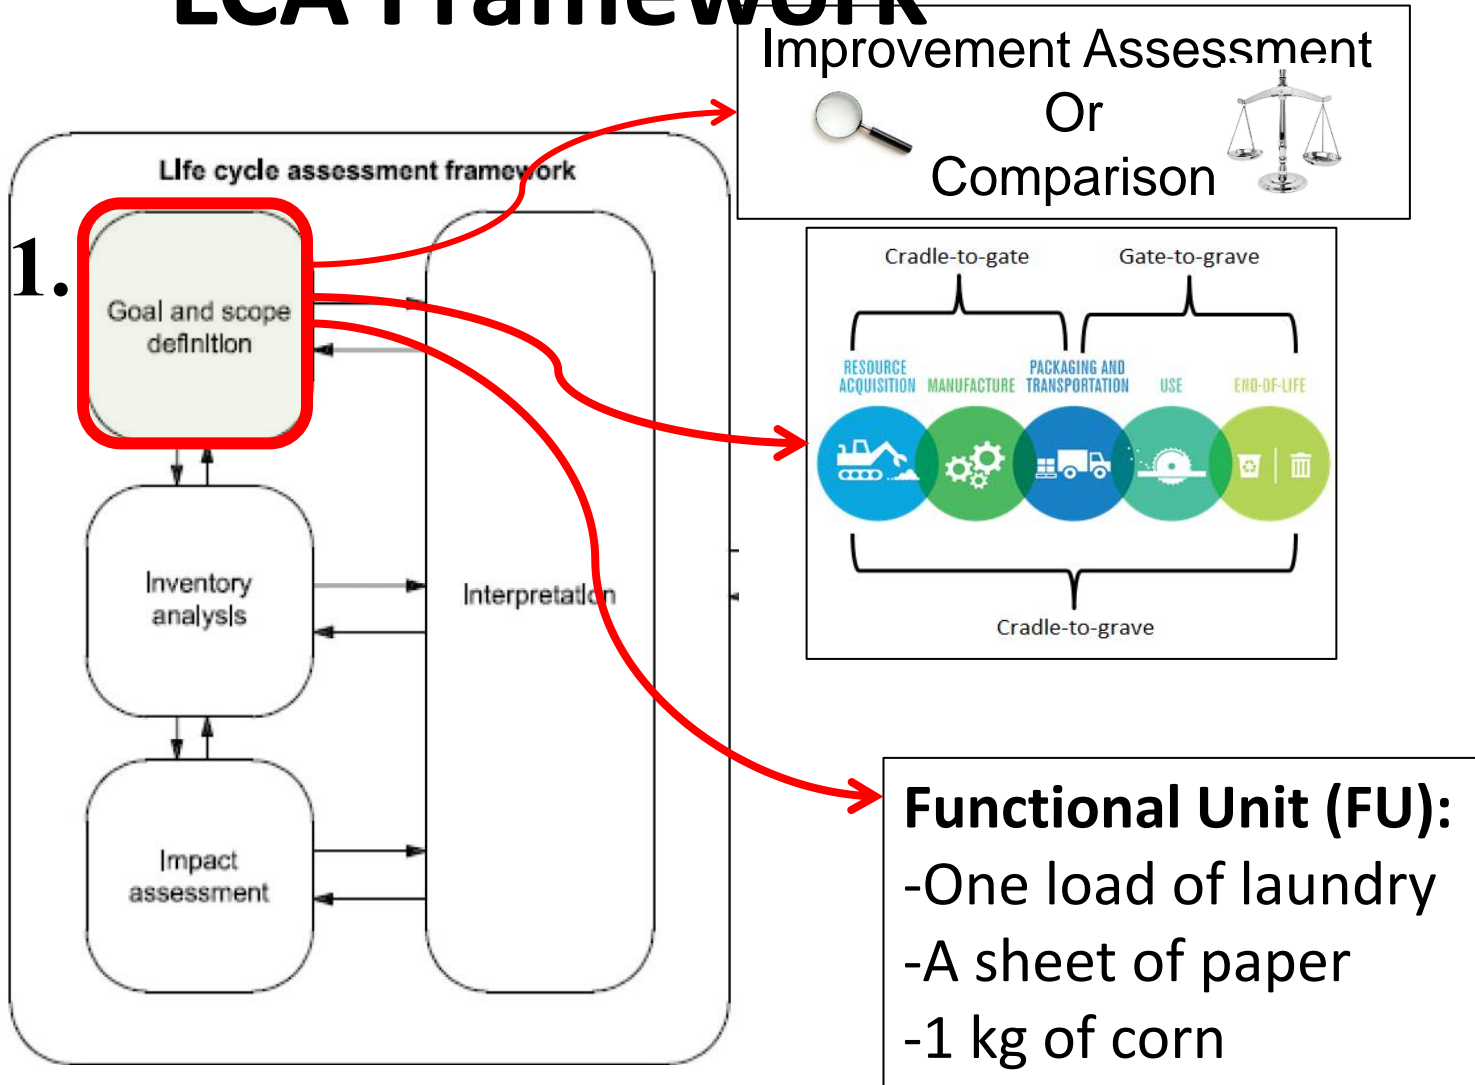 LCA Framework
Improvement Assessment
Or
Comparison
Life cycle assessment framework
1.
Goal and scope
definition
Inventory
analysis
Impact
assessment
Interpretation
Cradle-to-gate
Gate-to-grave
RESOURCE
ACQUISITION
MANUFACTURE
PACKAGING AND
TRANSPORTATION
USE
END-OF-LIFE
Cradle-to-grave
Functional Unit (FU):
-One load of laundry
-A sheet of paper
-1 kg of corn